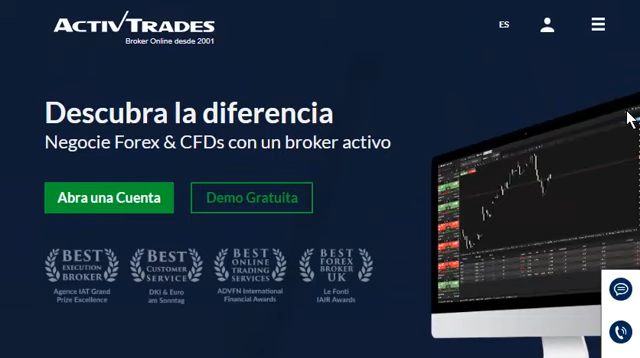 ACTIVTRADES
Broker Online desde 2001
ES
Descubra la diferencia
Negocie Forex & CFDs con un broker activo
Abra una Cuenta
Demo Gratuita
BEST
EXECUTION
BROKER
Agence IAT Grand
Prize Excellence
BEST
CUSTOMER
SERVICE
DKI & Euro
am Sonntag
BEST
ONLINE
TRADING
SERVICES
ADVFN International
Financial Awards
BEST
FOREX
BROKER
UK
Le Fonti
IAIR Awards